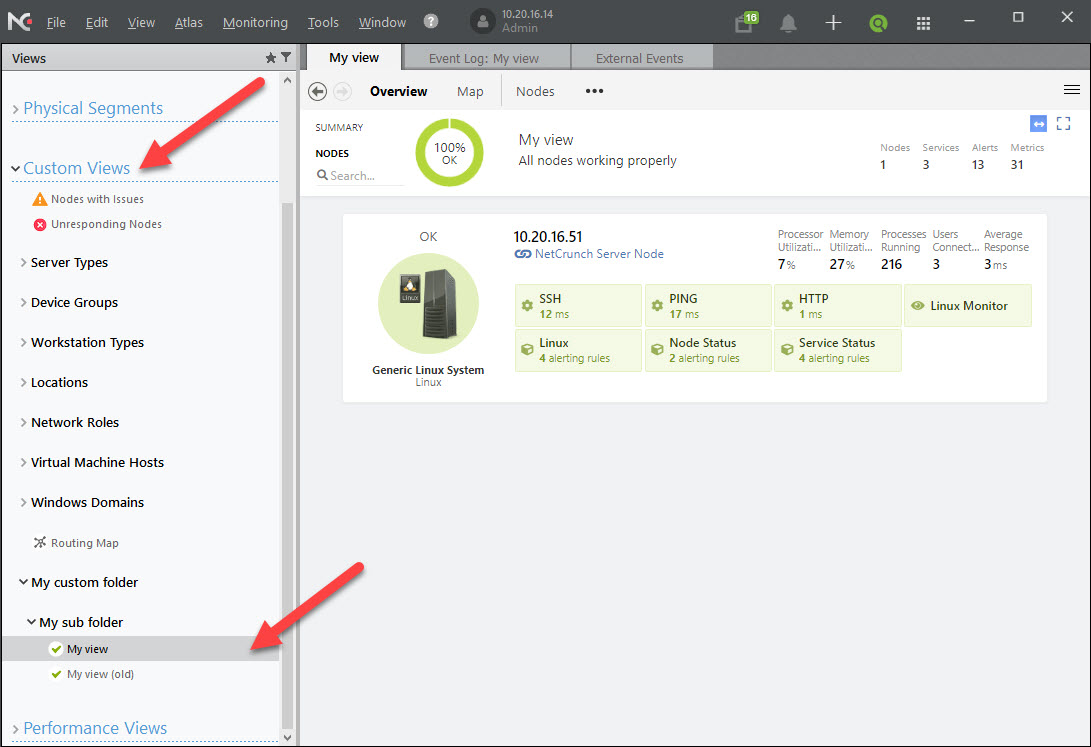 File Edit View Atlas Monitoring Tools Window ?
10.20.16.14
Admin
16
Views
My view
Event Log: My view
External Events
Physical Segments
Custom Views
Nodes with Issues
Unresponding Nodes
Server Types
Device Groups
Workstation Types
Locations
Network Roles
Virtual Machine Hosts
Windows Domains
Routing Map
My custom folder
My sub folder
My view
My view (old)
Performance Views
Overview Map Nodes •••
SUMMARY
NODES
Search...
100%
OK
My view
All nodes working properly
Nodes Services Alerts Metrics
1 3 13 31
OK
Linux
Generic Linux System
Linux
10.20.16.51
NetCrunch Server Node
Processor Memory Processes Users Average
Utilizati... Utilizati... Running Connect... Response
7% 27% 216 3 3ms
SSH
12 ms
PING
17 ms
HTTP
1 ms
Linux Monitor
Linux
4 alerting rules
Node Status
2 alerting rules
Service Status
4 alerting rules